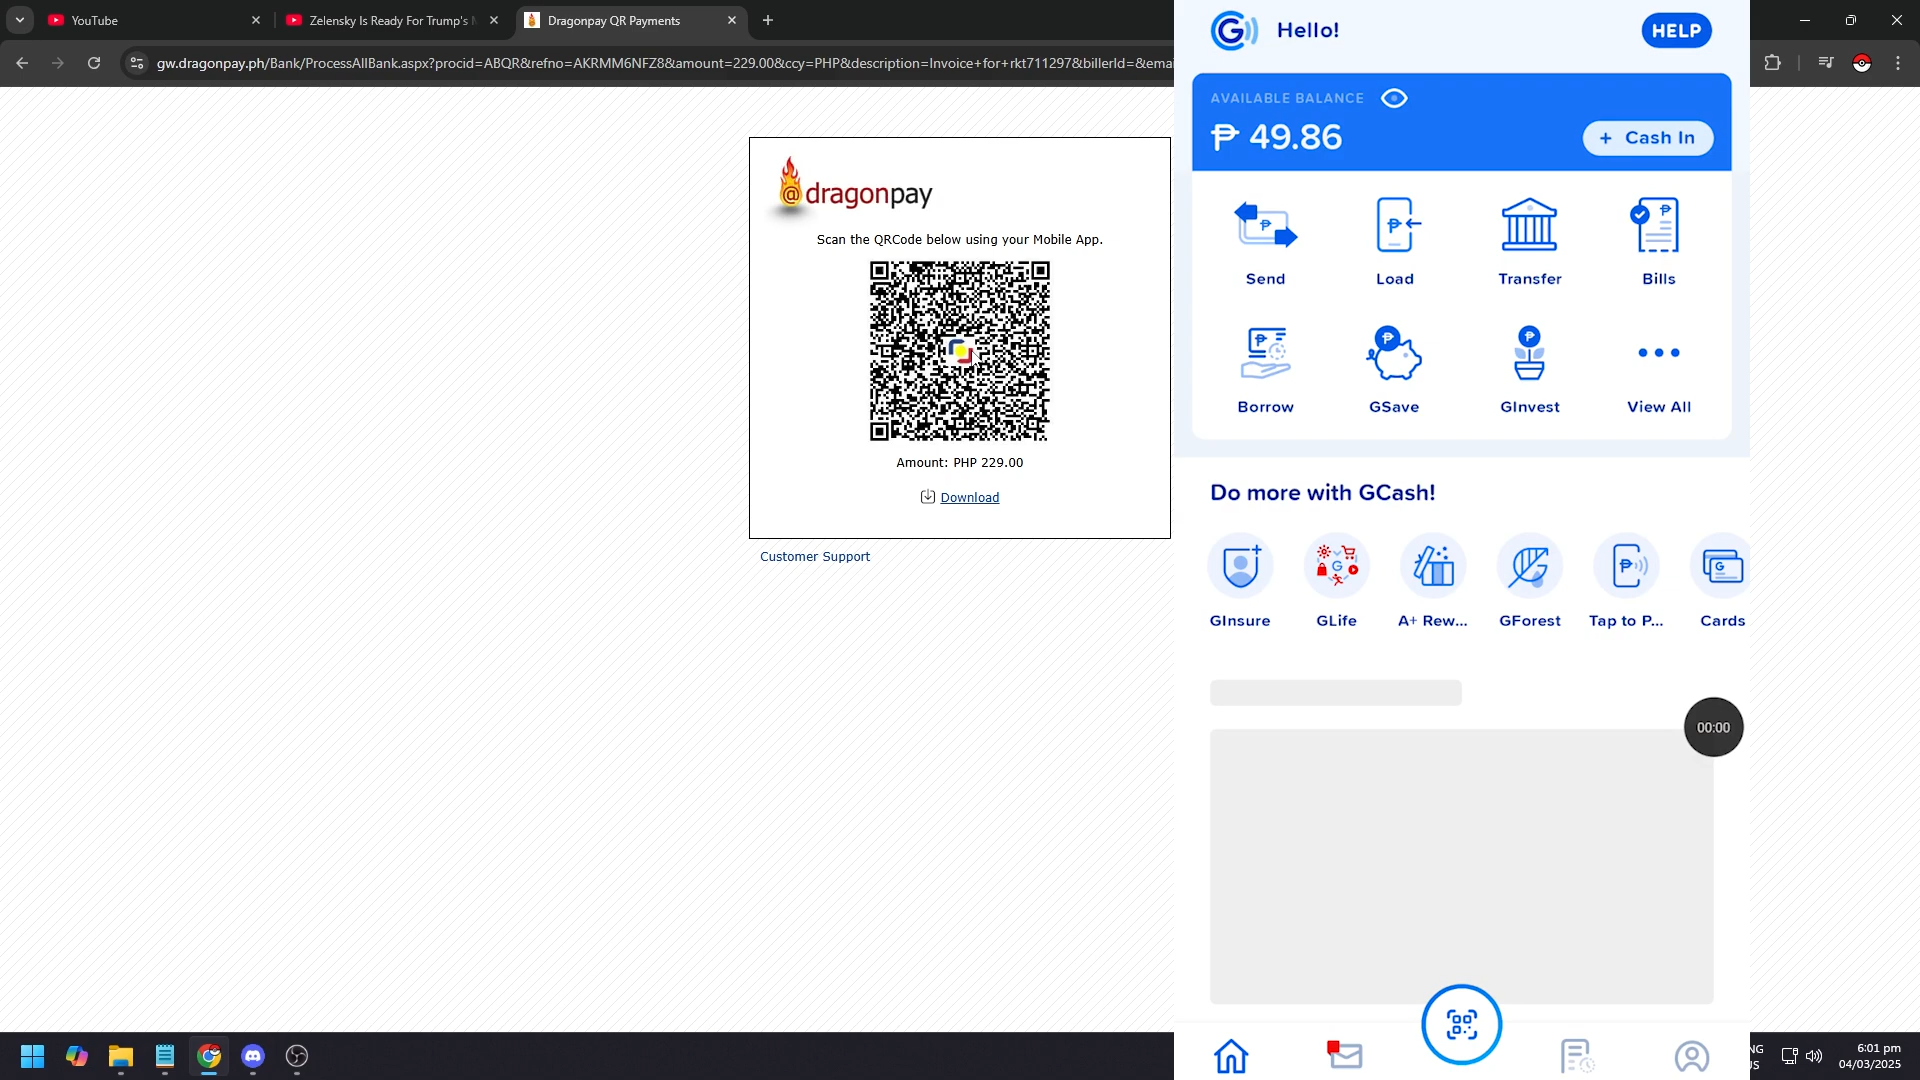 YouTube
Zelensky Is Ready For Trump's
Dragonpay QR Payments
gw.dragonpay.ph/Bank/ProcessAllBank.aspx?procid=ABQR&refno=AKRMM6NFZ8&amount=229.00&ccy=PHP&description=Invoice+for+rkt711297&billerId=&emai
@dragonpay
Scan the QRCode below using your Mobile App.
Amount: PHP 229.00
Download
Customer Support
G Hello!
HELP
AVAILABLE BALANCE
₱ 49.86
+ Cash In
Send
Load
Transfer
Bills
Borrow
GSave
GInvest
View All
Do more with GCash!
GInsure
GLife
A+ Rew...
GForest
Tap to P...
Cards
00:00
NG
US
6:01 pm
04/03/2025